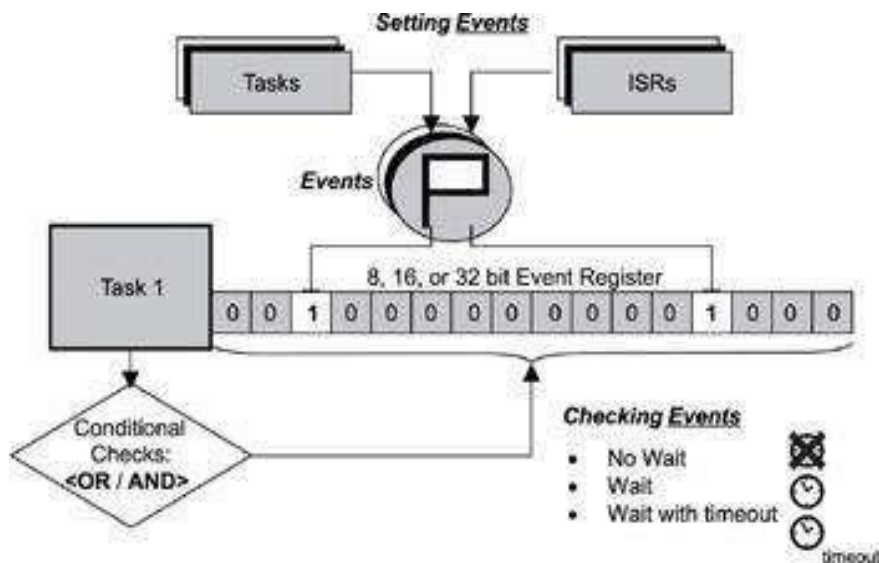 Setting Events
Tasks
ISRs
Events
8, 16, or 32 bit Event Register
Task 1
0 0 1 0 0 0 0 0 0 0 0 0 1 0 0 0
Conditional
Checks:
<OR / AND>
Checking Events
• No Wait
• Wait
• Wait with timeout
timeout